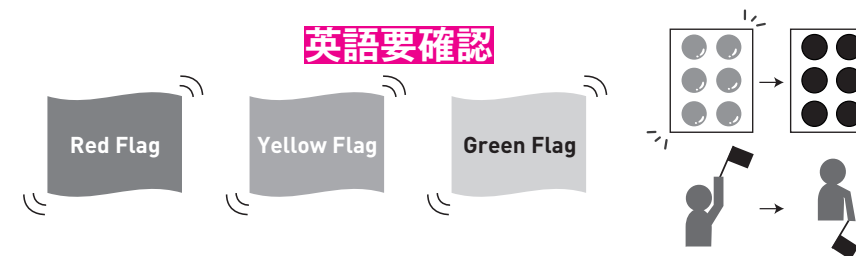 英語要確認
Red Flag
Yellow Flag
Green Flag